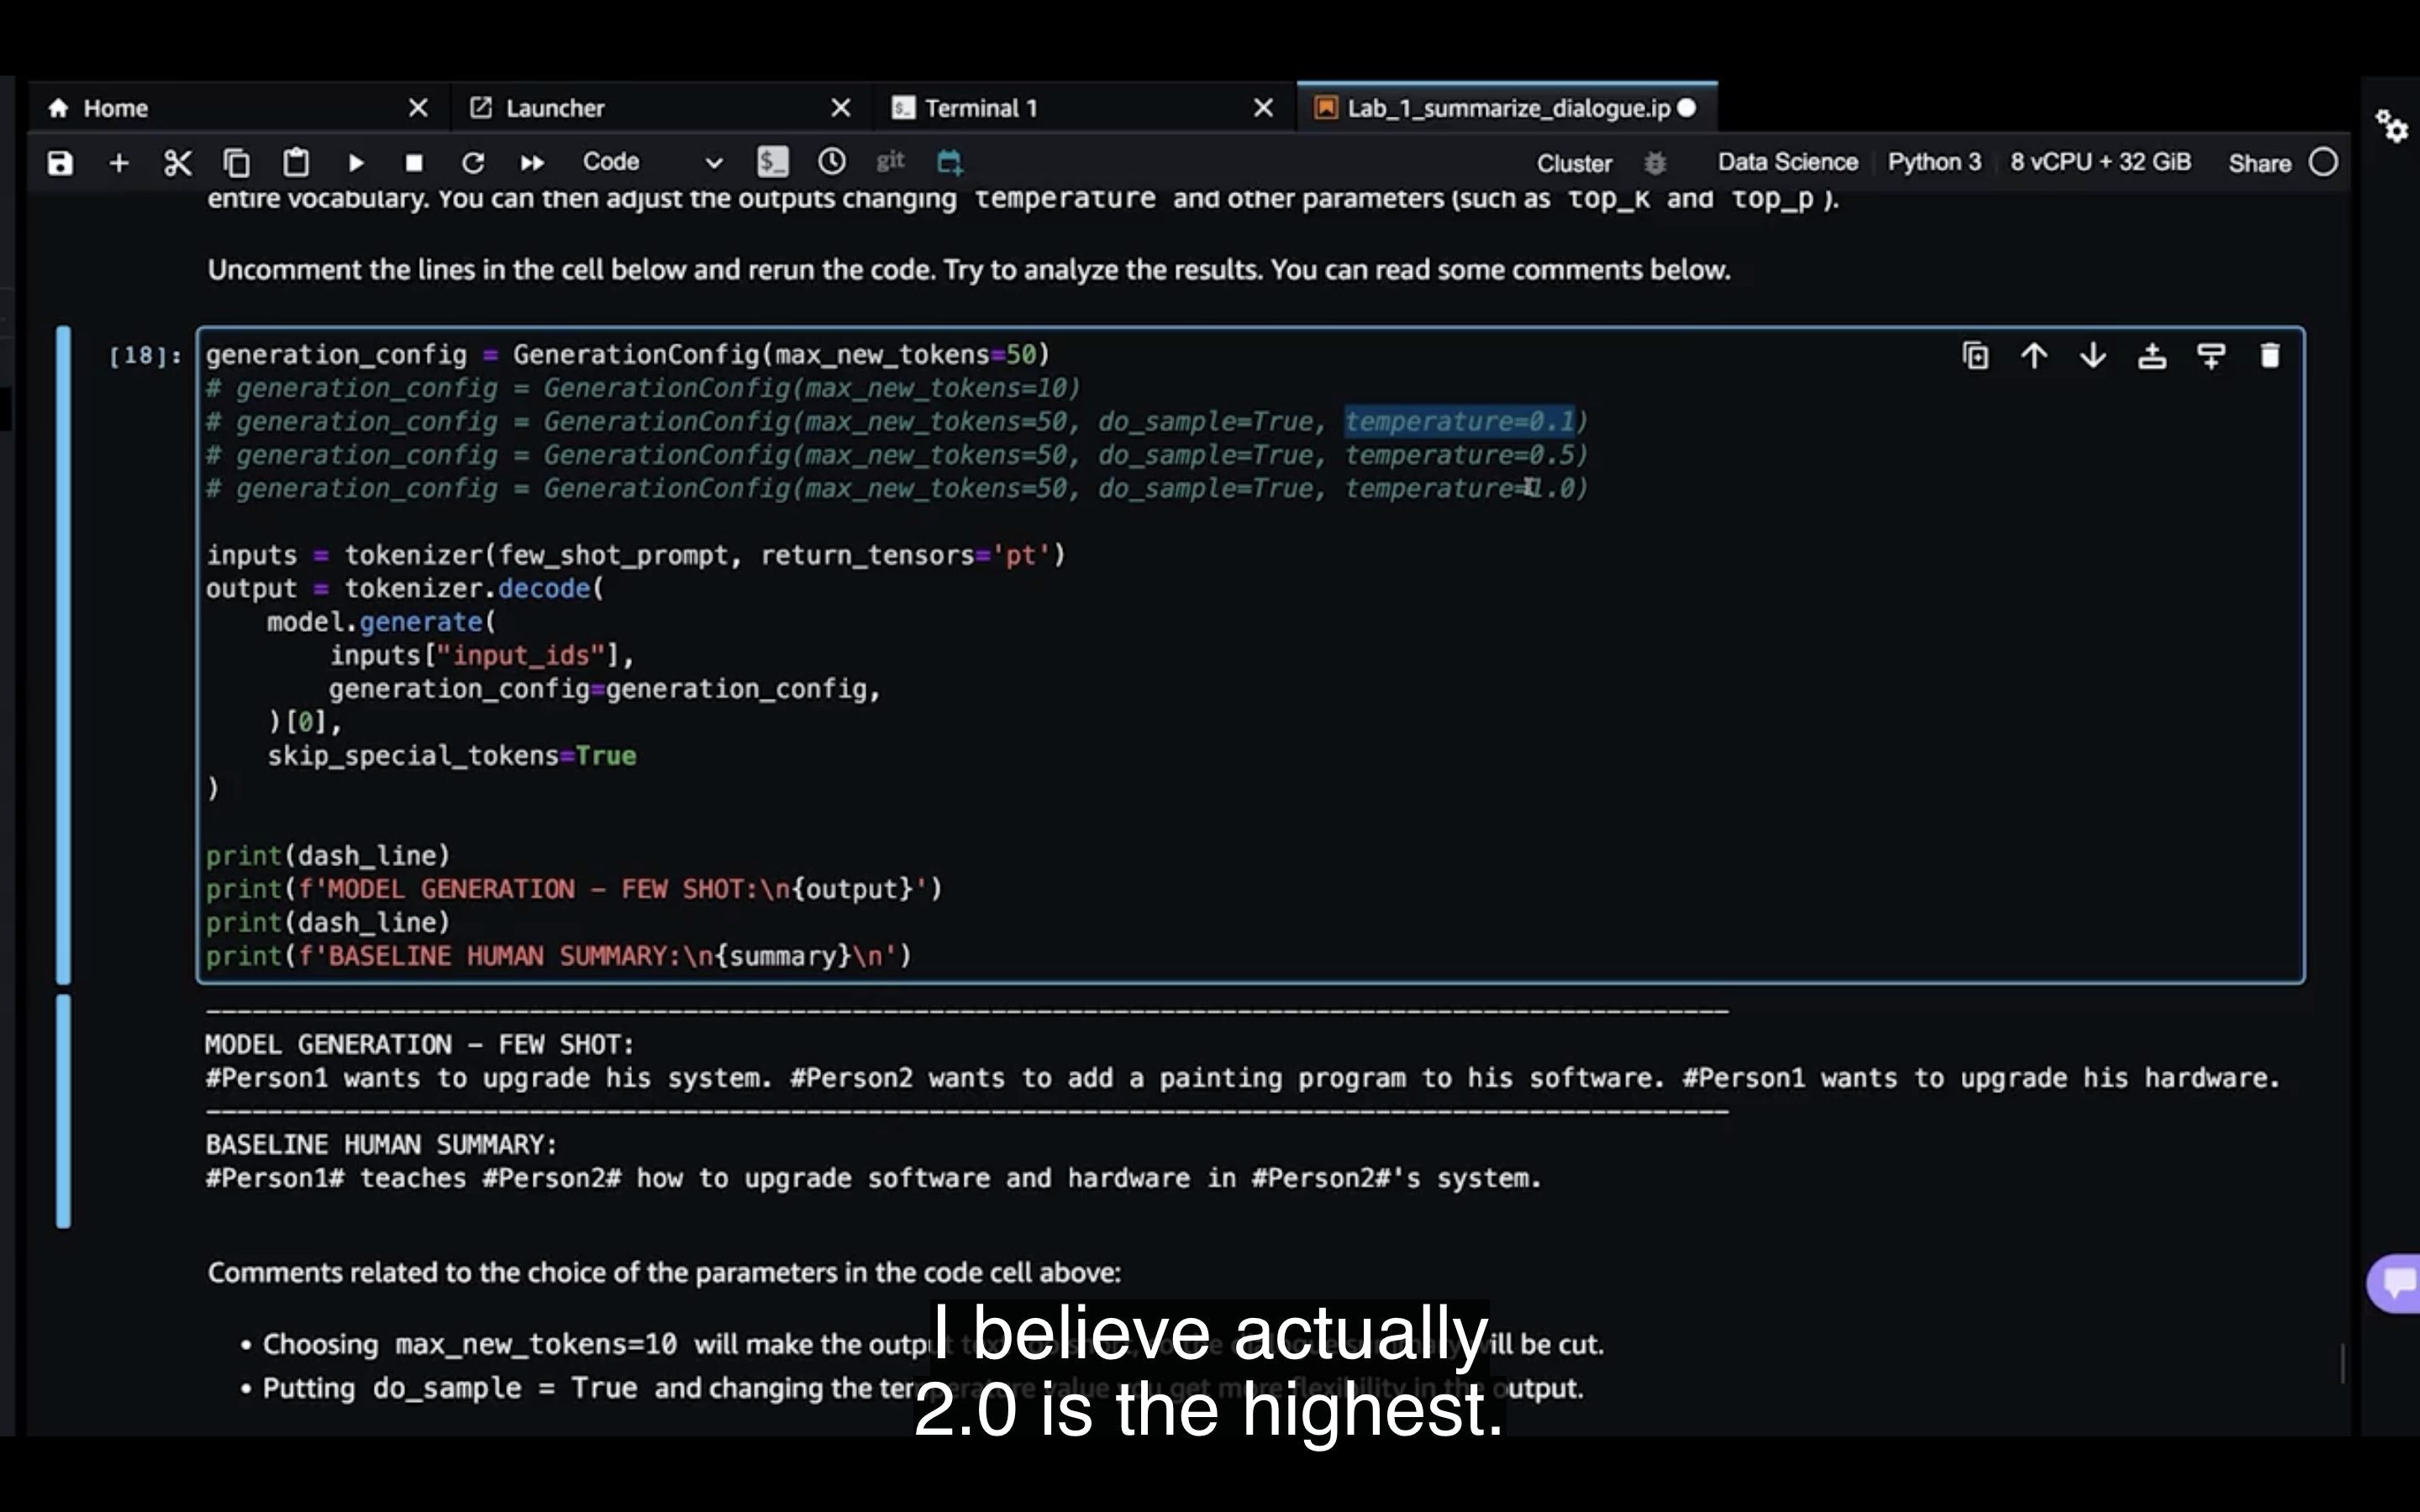 Home
Launcher
Terminal 1
Lab_1_summarize_dialogue.ip
Code
git
Cluster
Data Science
Python 3
8 vCPU + 32 GiB
Share
entire vocabulary. You can then adjust the outputs changing temperature and other parameters (such as top_k and top_p ).
Uncomment the lines in the cell below and rerun the code. Try to analyze the results. You can read some comments below.
[18]:
generation_config = GenerationConfig(max_new_tokens=50)
# generation_config = GenerationConfig(max_new_tokens=10)
# generation_config = GenerationConfig(max_new_tokens=50, do_sample=True, temperature=0.1)
# generation_config = GenerationConfig(max_new_tokens=50, do_sample=True, temperature=0.5)
# generation_config = GenerationConfig(max_new_tokens=50, do_sample=True, temperature=1.0)
inputs = tokenizer(few_shot_prompt, return_tensors='pt')
output = tokenizer.decode(
    model.generate(
        inputs["input_ids"],
        generation_config=generation_config,
    )[0],
    skip_special_tokens=True
)
print(dash_line)
print(f'MODEL GENERATION - FEW SHOT:\n{output}')
print(dash_line)
print(f'BASELINE HUMAN SUMMARY:\n{summary}\n')
MODEL GENERATION - FEW SHOT:
#Person1 wants to upgrade his system. #Person2 wants to add a painting program to his software. #Person1 wants to upgrade his hardware.
BASELINE HUMAN SUMMARY:
#Person1# teaches #Person2# how to upgrade software and hardware in #Person2#'s system.
Comments related to the choice of the parameters in the code cell above:
• Choosing max_new_tokens=10 will make the output will be cut.
• Putting do_sample = True and changing the temperature value you get more flexibility in the output.
I believe actually
2.0 is the highest.